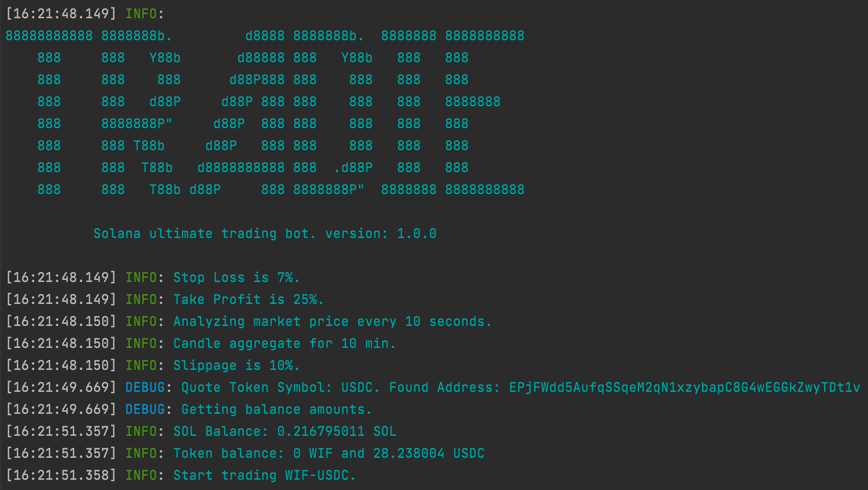 [16:21:48.149] INFO:
88888888888 8888888b.         d8888 8888888b.  8888888 8888888888
    888     888   Y88b       d88888 888   Y88b   888   888
    888     888    888      d88P888 888    888   888   888
    888     888   d88P     d88P 888 888    888   888   8888888
    888     8888888P"     d88P  888 888    888   888   888
    888     888 T88b     d88P   888 888    888   888   888
    888     888  T88b   d8888888888 888  .d88P   888   888
    888     888   T88b d88P     888 8888888P"  8888888 8888888888
Solana ultimate trading bot. version: 1.0.0
[16:21:48.149] INFO: Stop Loss is 7%.
[16:21:48.149] INFO: Take Profit is 25%.
[16:21:48.150] INFO: Analyzing market price every 10 seconds.
[16:21:48.150] INFO: Candle aggregate for 10 min.
[16:21:48.150] INFO: Slippage is 10%.
[16:21:49.669] DEBUG: Quote Token Symbol: USDC. Found Address: EPjFWdd5AufqSSqeM2qN1xzybapC8G4wEGGkZwyTDt1v
[16:21:49.669] DEBUG: Getting balance amounts.
[16:21:51.357] INFO: SOL Balance: 0.216795011 SOL
[16:21:51.357] INFO: Token balance: 0 WIF and 28.238004 USDC
[16:21:51.358] INFO: Start trading WIF-USDC.